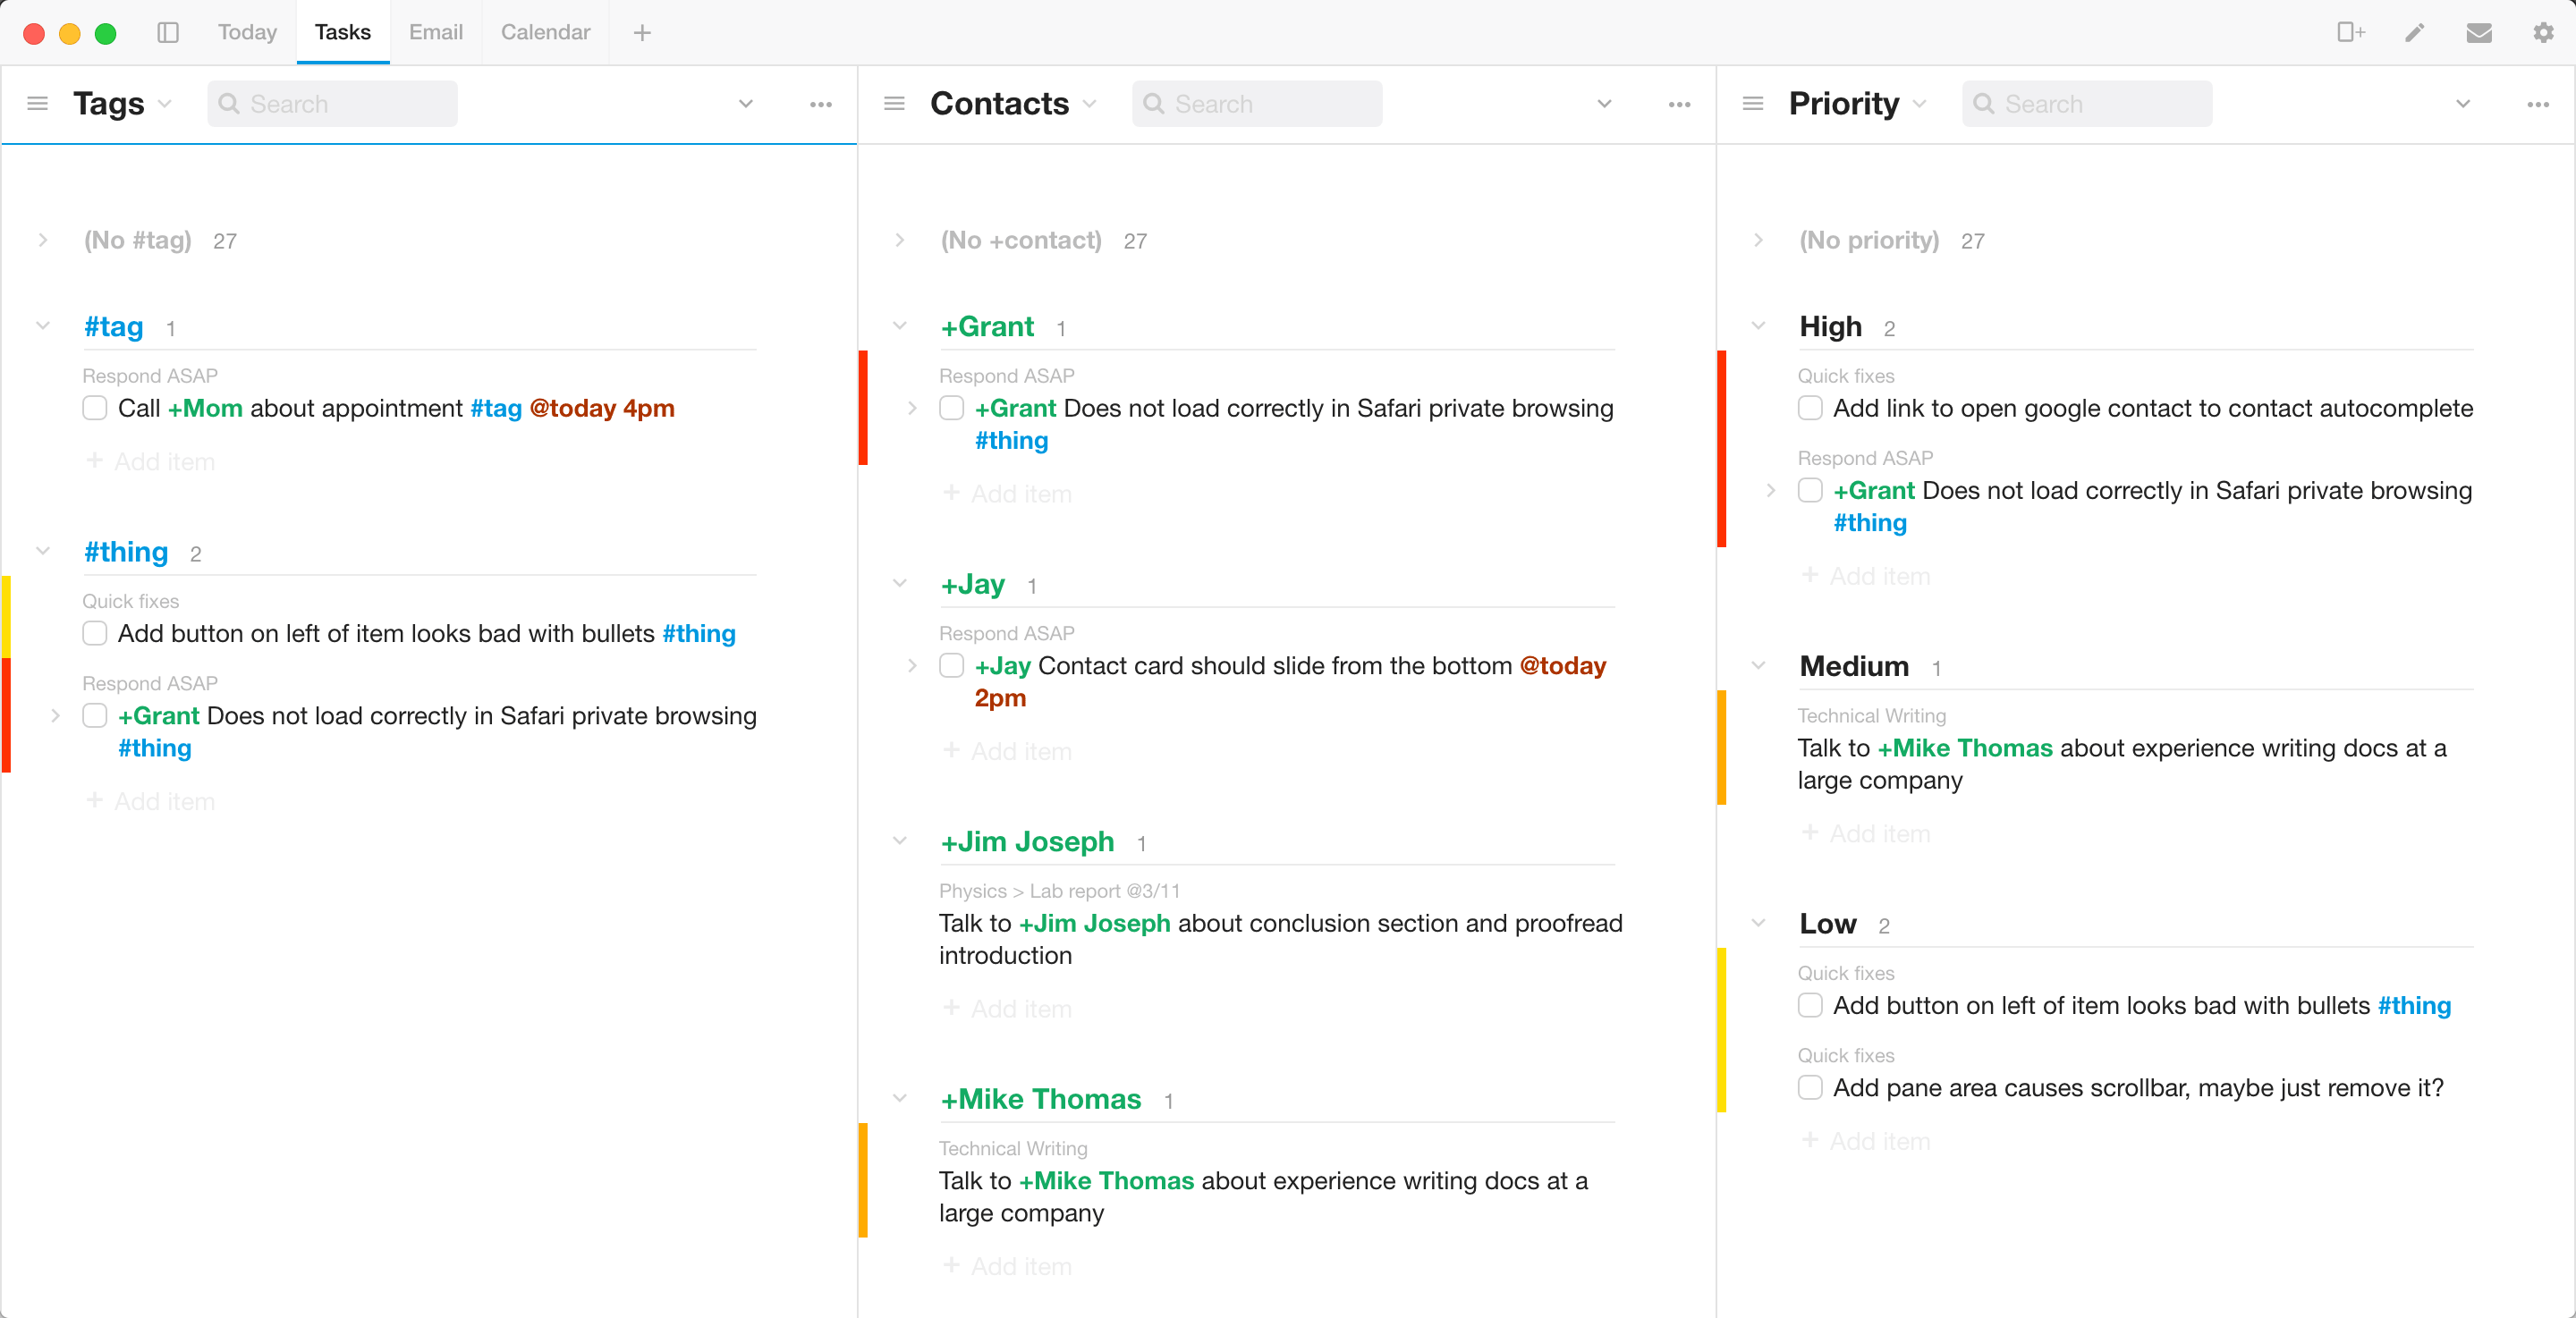 Today Tasks Email Calendar
Tags Search
(No #tag) 27
#tag 1
Respond ASAP
Call +Mom about appointment #tag @today 4pm
+ Add item
#thing 2
Quick fixes
Add button on left of item looks bad with bullets #thing
Respond ASAP
+Grant Does not load correctly in Safari private browsing
#thing
+ Add item
Contacts Search
(No +contact) 27
+Grant 1
Respond ASAP
+Grant Does not load correctly in Safari private browsing
#thing
+ Add item
+Jay 1
Respond ASAP
+Jay Contact card should slide from the bottom @today
2pm
+ Add item
+Jim Joseph 1
Physics > Lab report @3/11
Talk to +Jim Joseph about conclusion section and proofread
introduction
+ Add item
+Mike Thomas 1
Technical Writing
Talk to +Mike Thomas about experience writing docs at a
large company
+ Add item
Priority Search
(No priority) 27
High 2
Quick fixes
Add link to open google contact to contact autocomplete
Respond ASAP
+Grant Does not load correctly in Safari private browsing
#thing
+ Add item
Medium 1
Technical Writing
Talk to +Mike Thomas about experience writing docs at a
large company
+ Add item
Low 2
Quick fixes
Add button on left of item looks bad with bullets #thing
Quick fixes
Add pane area causes scrollbar, maybe just remove it?
+ Add item